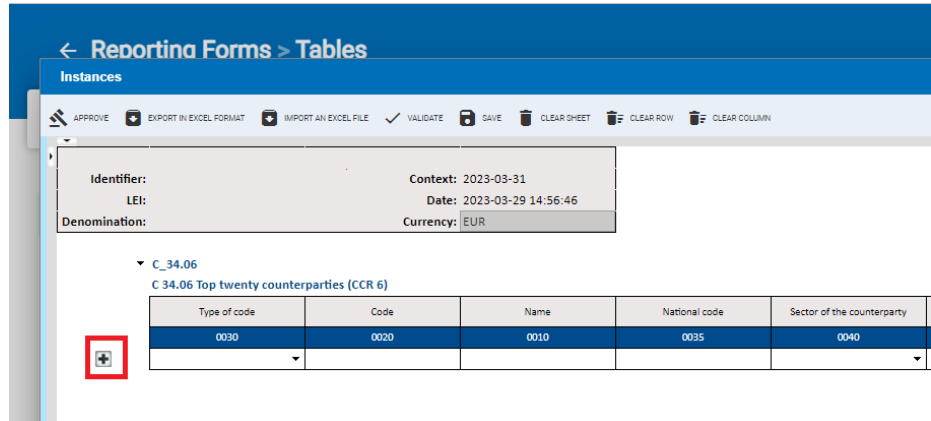 ← Reporting Forms > Tables
Instances
APPROVE EXPORT IN EXCEL FORMAT IMPORT AN EXCEL FILE VALIDATE SAVE CLEAR SHEET CLEAR ROW CLEAR COLUMN
Identifier: Context: 2023-03-31
LEI: Date: 2023-03-29 14:56:46
Denomination: Currency: EUR
C_34.06
C 34.06 Top twenty counterparties (CCR 6)
Type of code Code Name National code Sector of the counterparty
0030 0020 0010 0035 0040